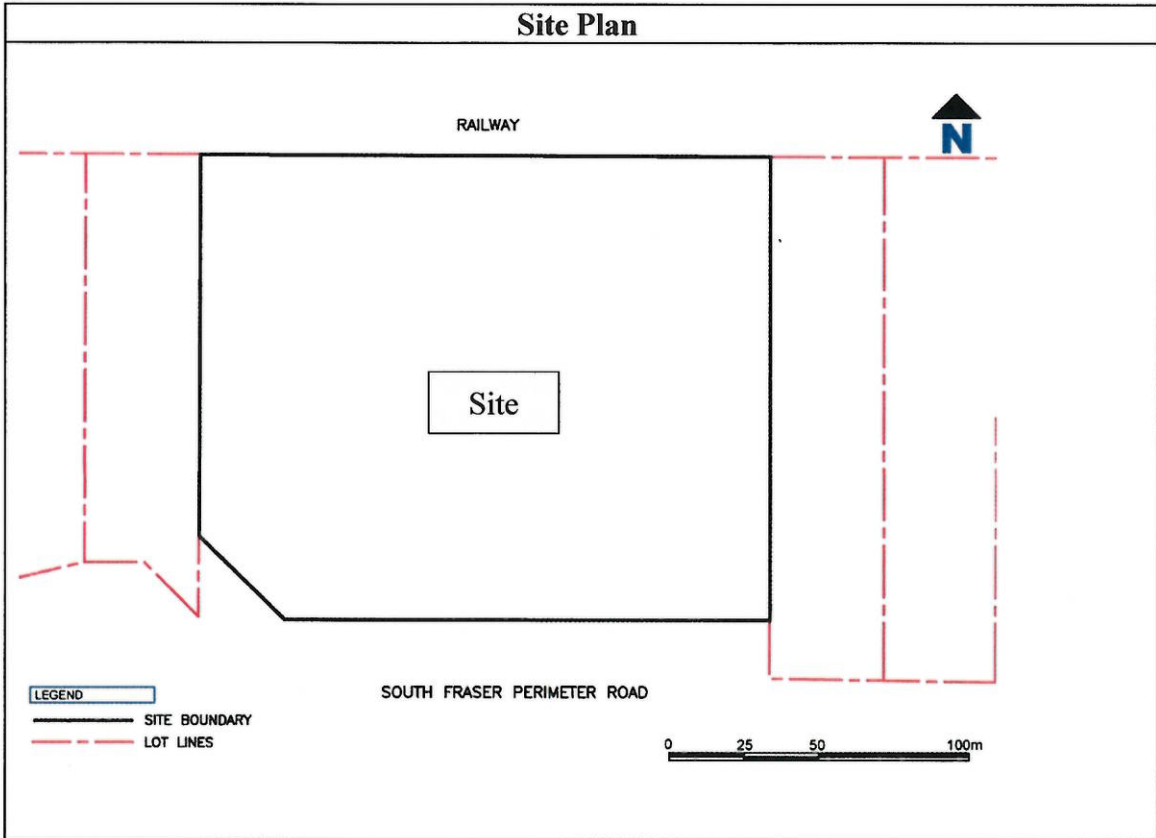 Site Plan
RAILWAY
N
Site
SOUTH FRASER PERIMETER ROAD
LEGEND
SITE BOUNDARY
LOT LINES
0 25 50 100m